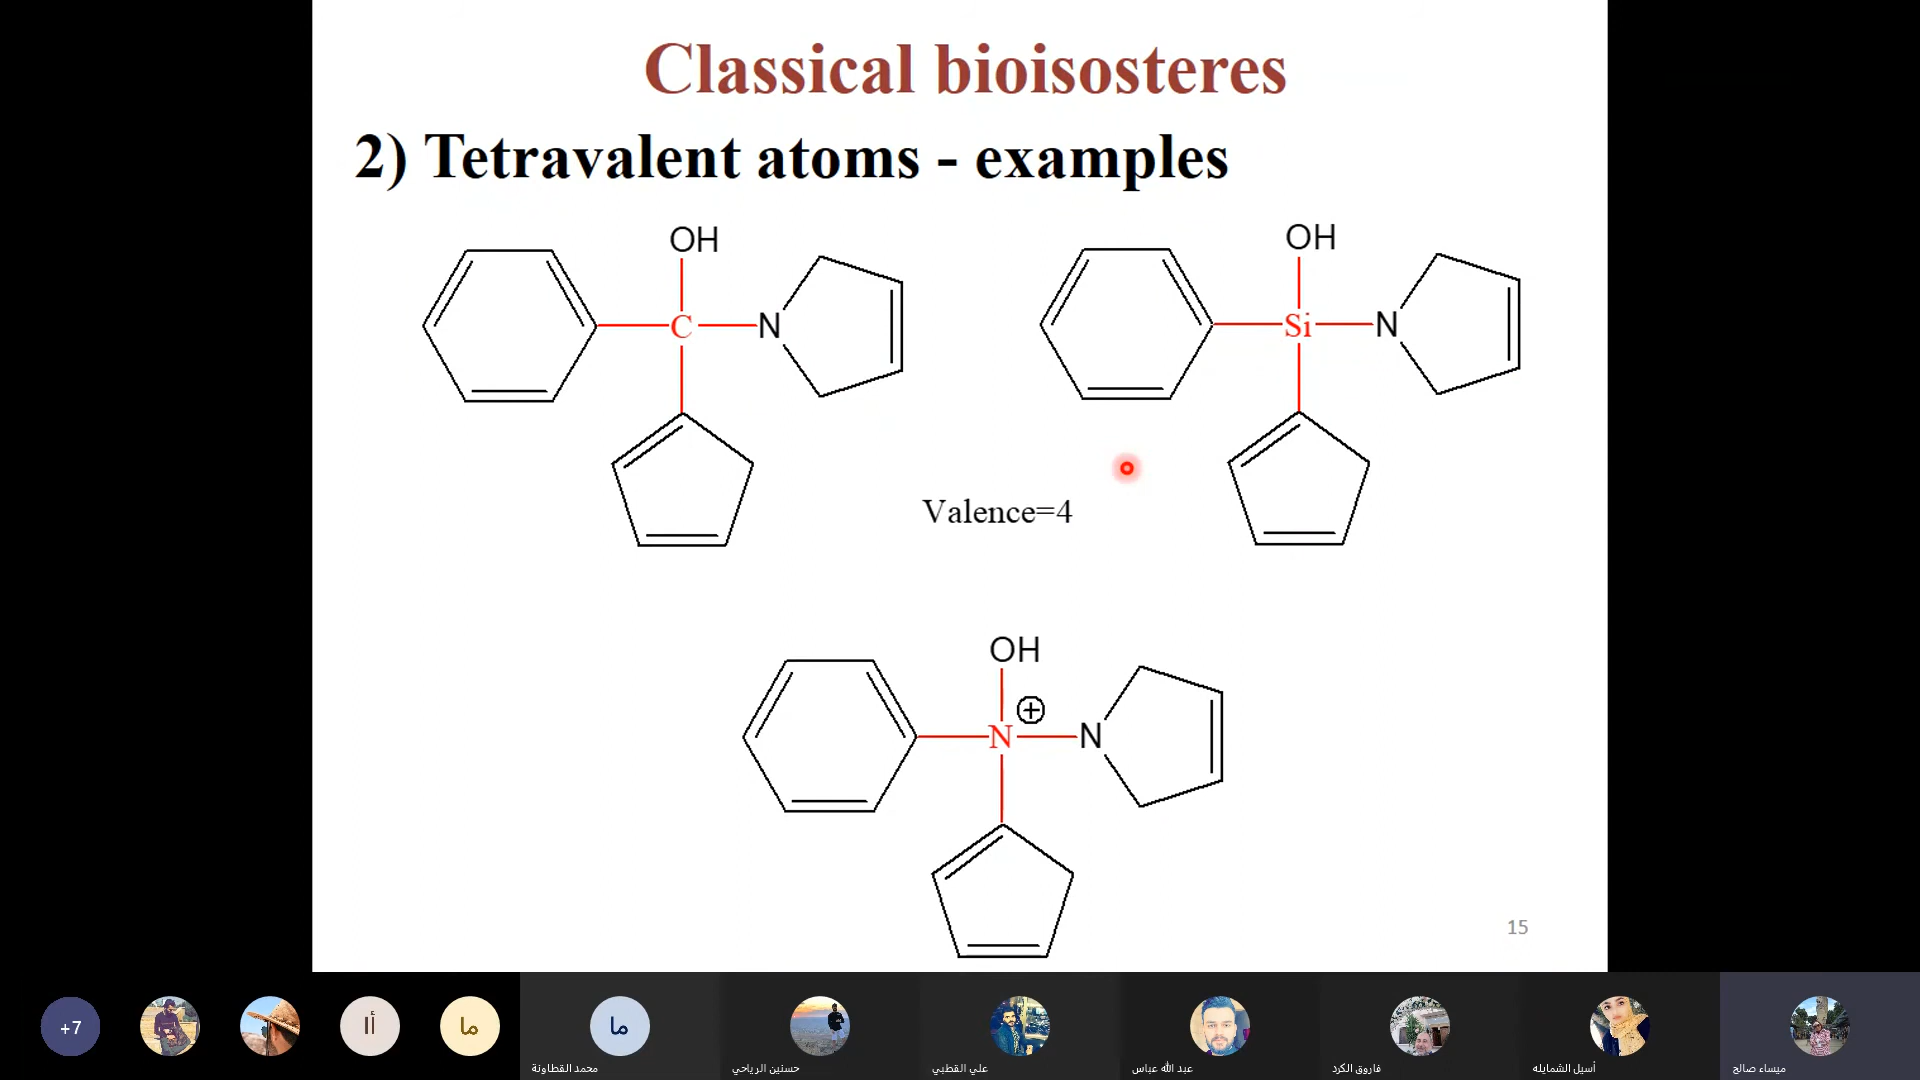 Classical bioisosteres
2) Tetravalent atoms - examples
OH
C
N
OH
Si
N
Valence=4
OH
N
N
15
+7
أا
ما
ما
محمد القطاونة
حسنين الرياحي
علي القطبي
عبد الله عباس
فاروق الكرد
أسيل الشمايله
ميساء صالح